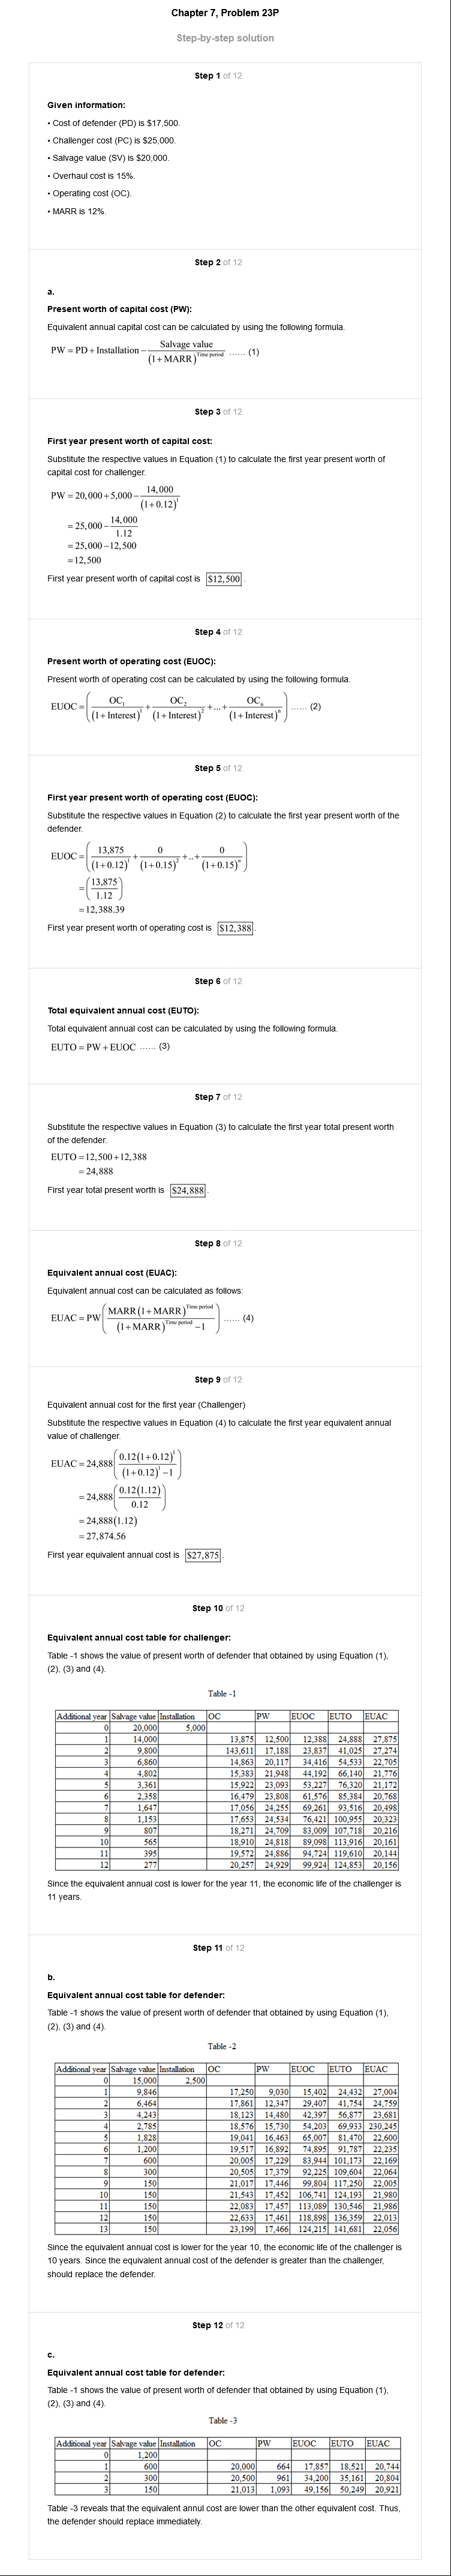 Chapter 7, Problem 23P
Step-by-step solution
Step 1 of 12
Given information:
• Cost of defender (PD) is $17,500.
• Challenger cost (PC) is $25,000.
• Salvage value (SV) is $20,000.
• Overhaul cost is 15%.
• Operating cost (OC).
• MARR is 12%.
Step 2 of 12
a.
Present worth of capital cost (PW):
Equivalent annual capital cost can be calculated by using the following formula.
PW = PD + Installation − Salvage value / (1 + MARR)^Time period ...... (1)
Step 3 of 12
First year present worth of capital cost:
Substitute the respective values in Equation (1) to calculate the first year present worth of
capital cost for challenger.
PW = 20,000 + 5,000 − 14,000 / (1 + 0.12)^1
= 25,000 − 14,000 / 1.12
= 25,000 − 12,500
= 12,500
First year present worth of capital cost is $12,500.
Step 4 of 12
Present worth of operating cost (EUOC):
Present worth of operating cost can be calculated by using the following formula.
EUOC = (OC₁ / (1 + Interest)^1 + OC₂ / (1 + Interest)^2 + ... + OCₙ / (1 + Interest)^n) ...... (2)
Step 5 of 12
First year present worth of operating cost (EUOC):
Substitute the respective values in Equation (2) to calculate the first year present worth of the
defender.
EUOC = (13,875 / (1 + 0.12)^1 + 0 / (1 + 0.15)^2 + .. + 0 / (1 + 0.15)^n)
= (13,875 / 1.12)
= 12,388.39
First year present worth of operating cost is $12,388.
Step 6 of 12
Total equivalent annual cost (EUTO):
Total equivalent annual cost can be calculated by using the following formula.
EUTO = PW + EUOC ...... (3)
Step 7 of 12
Substitute the respective values in Equation (3) to calculate the first year total present worth
of the defender.
EUTO = 12,500 + 12,388
= 24,888
First year total present worth is $24,888.
Step 8 of 12
Equivalent annual cost (EUAC):
Equivalent annual cost can be calculated as follows:
EUAC = PW (MARR (1 + MARR)^Time period / (1 + MARR)^Time period − 1) ...... (4)
Step 9 of 12
Equivalent annual cost for the first year (Challenger)
Substitute the respective values in Equation (4) to calculate the first year equivalent annual
value of challenger.
EUAC = 24,888 (0.12 (1 + 0.12)^1 / (1 + 0.12)^1 − 1)
= 24,888 (0.12 (1.12) / 0.12)
= 24,888 (1.12)
= 27,874.56
First year equivalent annual cost is $27,875.
Step 10 of 12
Equivalent annual cost table for challenger:
Table -1 shows the value of present worth of defender that obtained by using Equation (1),
(2), (3) and (4).
Table -1
Additional year Salvage value Installation OC PW EUOC EUTO EUAC
0 20,000 5,000
1 14,000 13,875 12,500 12,388 24,888 27,875
2 9,800 143,611 17,188 23,837 41,025 27,274
3 6,860 14,863 20,117 34,416 54,533 22,705
4 4,802 15,383 21,948 44,192 66,140 21,776
5 3,361 15,922 23,093 53,227 76,320 21,172
6 2,358 16,479 23,808 61,576 85,384 20,768
7 1,647 17,056 24,255 69,261 93,516 20,498
8 1,153 17,653 24,534 76,421 100,955 20,323
9 807 18,271 24,709 83,009 107,718 20,216
10 565 18,910 24,818 89,098 113,916 20,161
11 395 19,572 24,886 94,724 119,610 20,144
12 277 20,257 24,929 99,924 124,853 20,156
Since the equivalent annual cost is lower for the year 11, the economic life of the challenger is
11 years.
Step 11 of 12
b.
Equivalent annual cost table for defender:
Table -1 shows the value of present worth of defender that obtained by using Equation (1),
(2), (3) and (4).
Table -2
Additional year Salvage value Installation OC PW EUOC EUTO EUAC
0 15,000 2,500
1 9,846 17,250 9,030 15,402 24,432 27,004
2 6,464 17,861 12,347 29,407 41,754 24,759
3 4,243 18,123 14,480 42,397 56,877 23,681
4 2,785 18,576 15,730 54,203 69,933 230,245
5 1,828 19,041 16,463 65,007 81,470 22,600
6 1,200 19,517 16,892 74,895 91,787 22,235
7 600 20,005 17,229 83,944 101,173 22,169
8 300 20,505 17,379 92,225 109,604 22,064
9 150 21,017 17,446 99,804 117,250 22,005
10 150 21,543 17,452 106,741 124,193 21,980
11 150 22,083 17,457 113,089 130,546 21,986
12 150 22,633 17,461 118,898 136,359 22,013
13 150 23,199 17,466 124,215 141,681 22,056
Since the equivalent annual cost is lower for the year 10, the economic life of the challenger is
10 years. Since the equivalent annual cost of the defender is greater than the challenger,
should replace the defender.
Step 12 of 12
c.
Equivalent annual cost table for defender:
Table -1 shows the value of present worth of defender that obtained by using Equation (1),
(2), (3) and (4).
Table -3
Additional year Salvage value Installation OC PW EUOC EUTO EUAC
0 1,200
1 600 20,000 664 17,857 18,521 20,744
2 300 20,500 961 34,200 35,161 20,804
3 150 21,013 1,093 49,156 50,249 20,921
Table -3 reveals that the equivalent annul cost are lower than the other equivalent cost. Thus,
the defender should replace immediately.